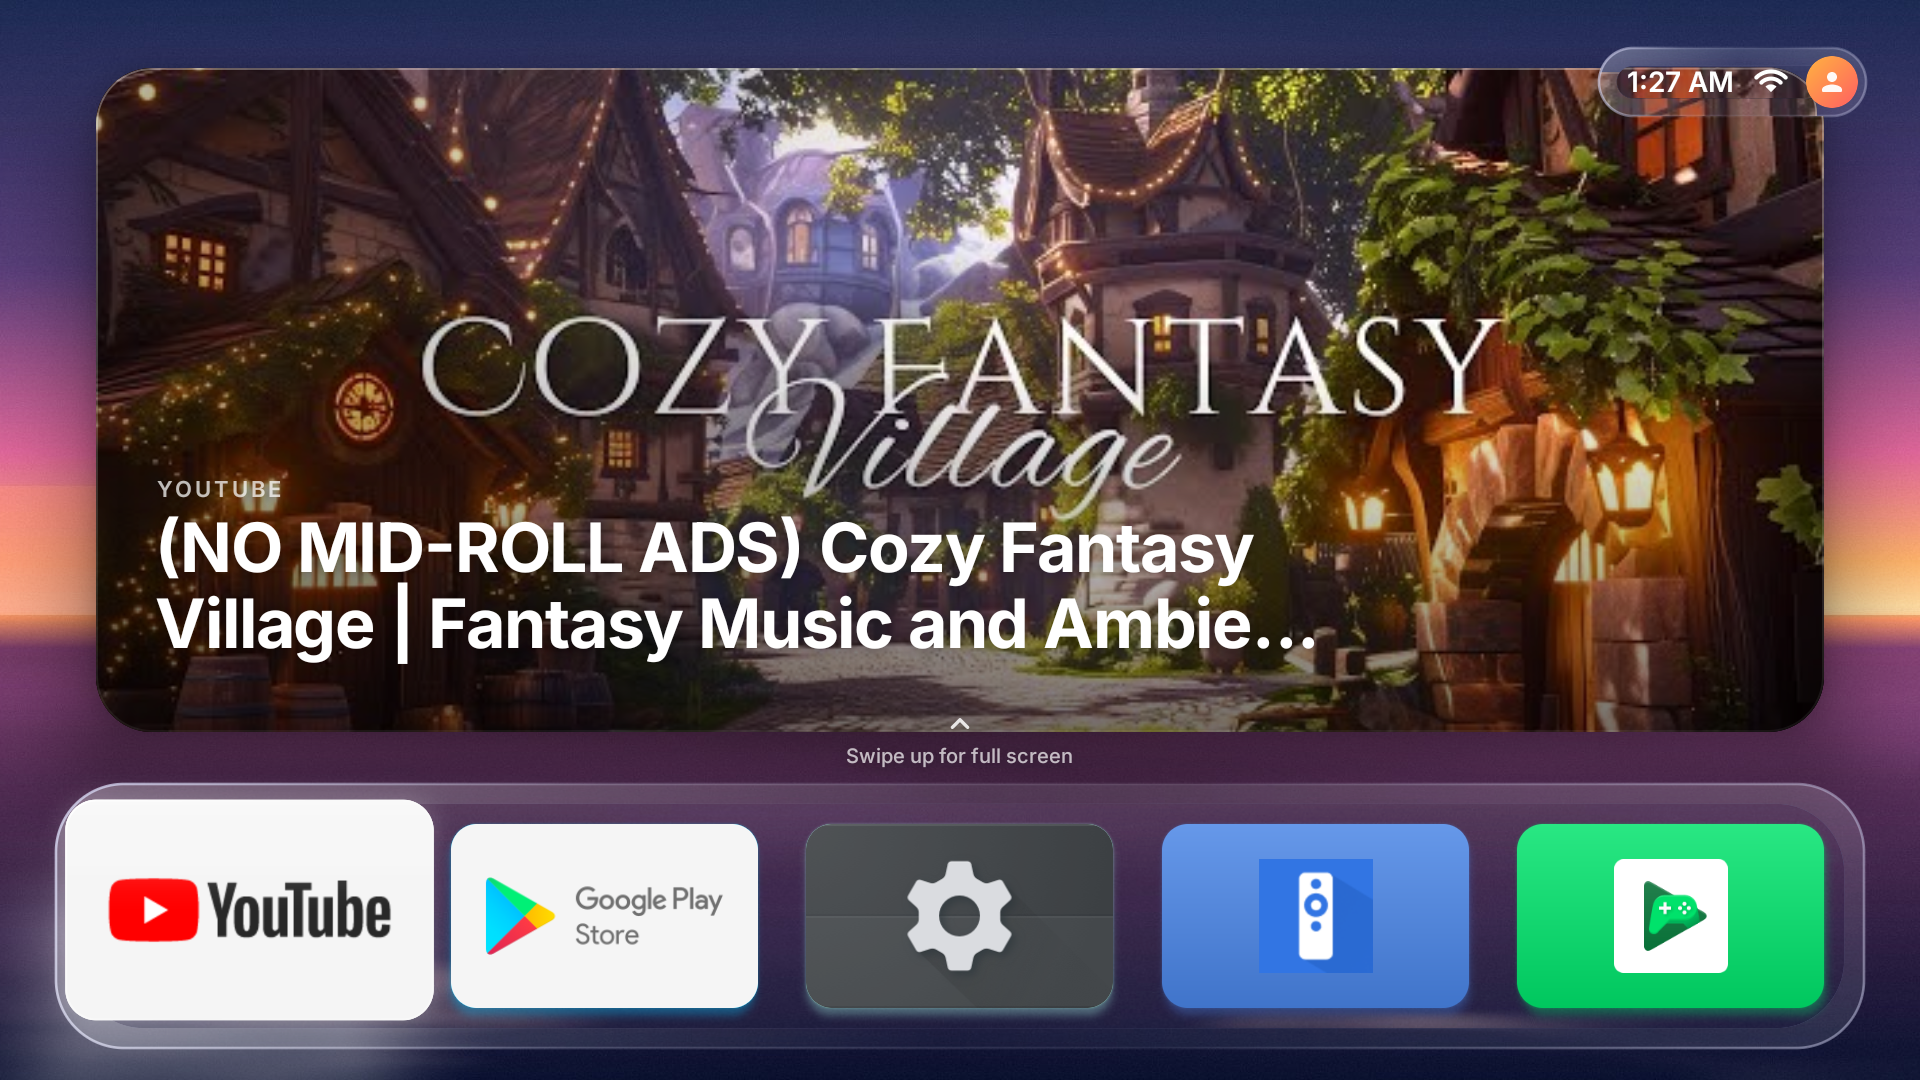 1:27 AM
COZY FANTASY
Village
YOUTUBE
(NO MID-ROLL ADS) Cozy Fantasy
Village | Fantasy Music and Ambie...
Swipe up for full screen
YouTube
Google Play
Store